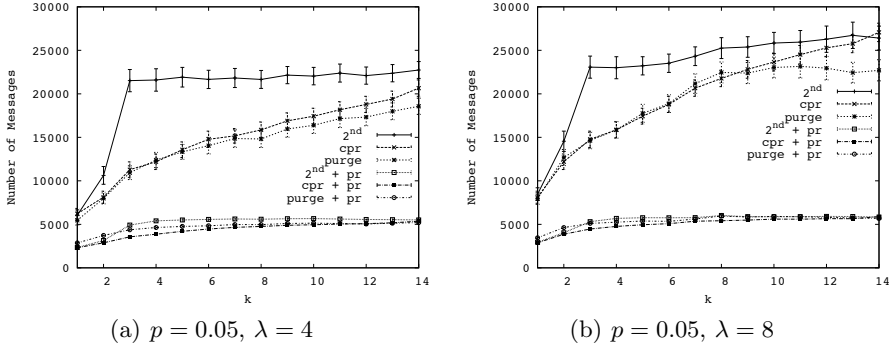 30000
25000
20000
15000
10000
5000
0
Number of Messages
2 4 6 8 10 12 14
k
2nd
cpr
purge
2nd + pr
cpr + pr
purge + pr
(a) p = 0.05, λ = 4
30000
25000
20000
15000
10000
5000
0
Number of Messages
2 4 6 8 10 12 14
k
2nd
cpr
purge
2nd + pr
cpr + pr
purge + pr
(b) p = 0.05, λ = 8